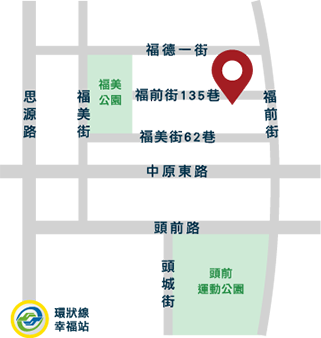 福德一街
福美
公園
福前街135巷
思源路
福美街
福前街
福美街62巷
中原東路
頭前路
頭城街
頭前
運動公園
環狀線
幸福站